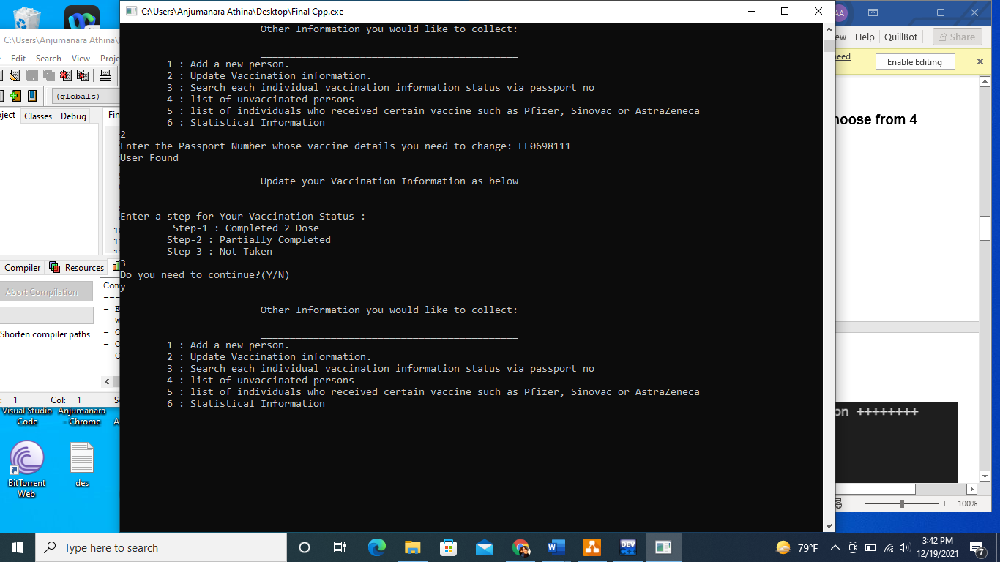 C:\Users\Anjumanara Athina\Desktop\Final Cpp.exe
Other Information you would like to collect:
____________________________________________
1 : Add a new person.
2 : Update Vaccination information.
3 : Search each individual vaccination information status via passport no
4 : list of unvaccinated persons
5 : list of individuals who received certain vaccine such as Pfizer, Sinovac or AstraZeneca
6 : Statistical Information
2
Enter the Passport Number whose vaccine details you need to change: EF0698111
User Found
Update your Vaccination Information as below
______________________________________________
Enter a step for Your Vaccination Status :
Step-1 : Completed 2 Dose
Step-2 : Partially Completed
Step-3 : Not Taken
3
Do you need to continue?(Y/N)
y
Other Information you would like to collect:
____________________________________________
1 : Add a new person.
2 : Update Vaccination information.
3 : Search each individual vaccination information status via passport no
4 : list of unvaccinated persons
5 : list of individuals who received certain vaccine such as Pfizer, Sinovac or AstraZeneca
6 : Statistical Information
C:\Users\Anjumanara Athina\
Edit Search View Proje
(globals)
ject Classes Debug Fin
Compiler Resources
Abort Compilation
Com
Shorten compiler paths
1 Col: 1
Visual Studio Code
Anjumanara - Chrome
BitTorrent Web
des
AA
ew Help QuillBot Share
eed Enable Editing
hoose from 4
on ++++++++
100%
Type here to search
DEV
79°F
3:42 PM
12/19/2021
7